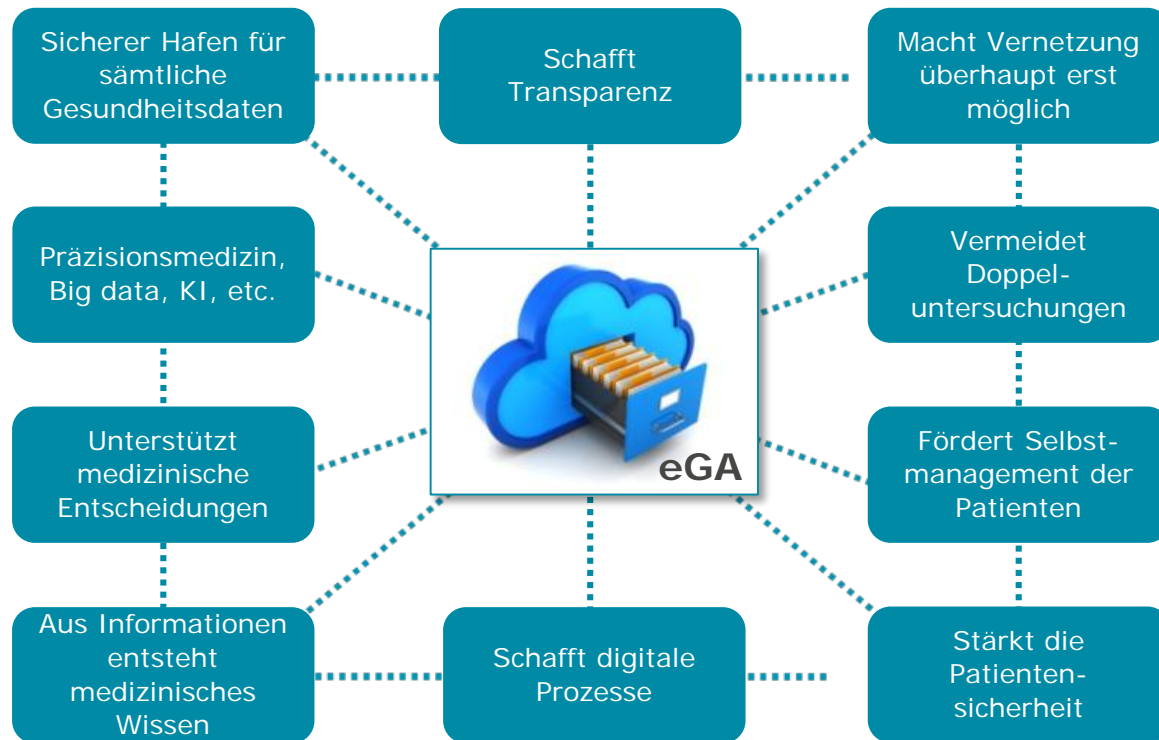 Sicherer Hafen für
sämtliche
Gesundheitsdaten
Schafft
Transparenz
Macht Vernetzung
überhaupt erst
möglich
Präzisionsmedizin,
Big data, KI, etc.
Vermeidet
Doppel-
untersuchungen
eGA
Unterstützt
medizinische
Entscheidungen
Fördert Selbst-
management der
Patienten
Aus Informationen
entsteht
medizinisches
Wissen
Schafft digitale
Prozesse
Stärkt die
Patienten-
sicherheit